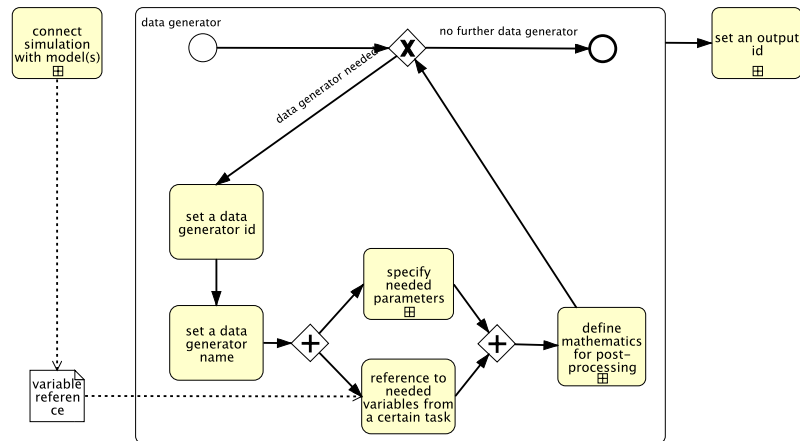 connect
simulation
with model(s)
data generator
no further data generator
set an output
id
data generator needed
set a data
generator id
specify
needed
parameters
set a data
generator
name
define
mathematics
for post-
processing
variable
referen
ce
reference to
needed
variables from
a certain task